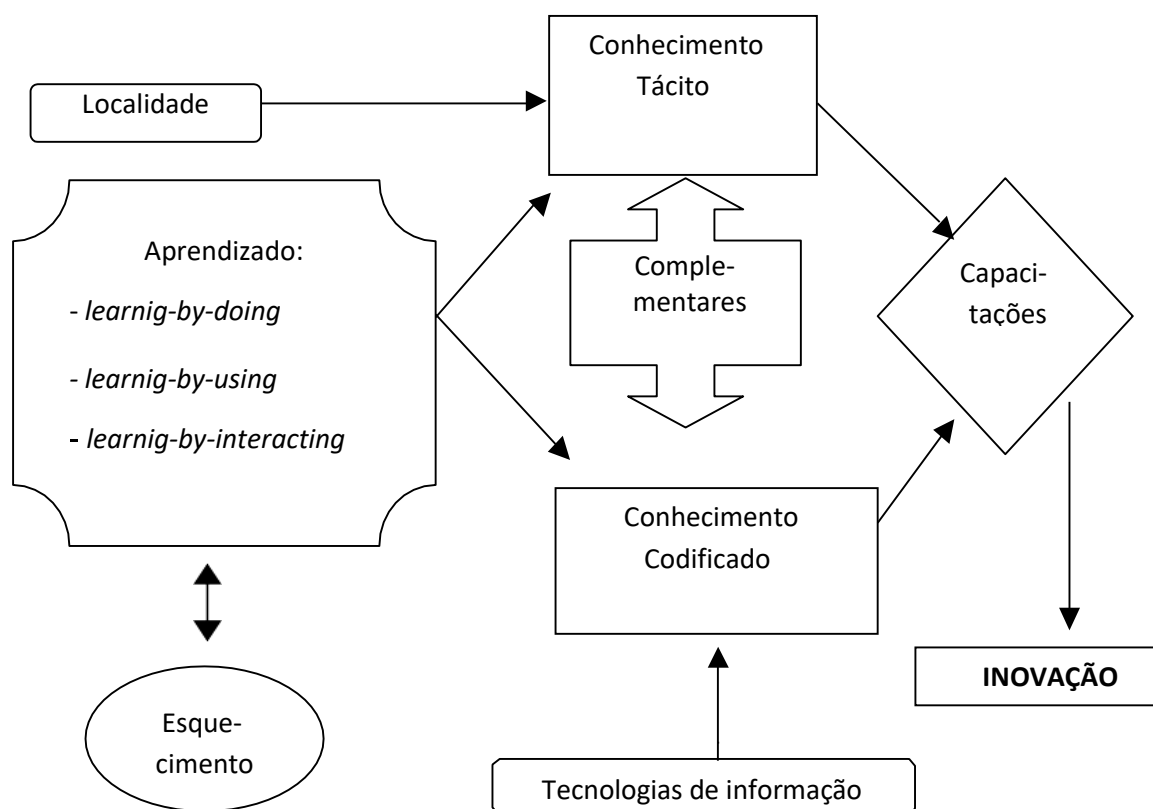 Conhecimento
Tácito
Localidade
Aprendizado:
- learnig-by-doing
- learnig-by-using
- learnig-by-interacting
Comple-
mentares
Capaci-
tações
Conhecimento
Codificado
INOVAÇÃO
Esque-
cimento
Tecnologias de informação